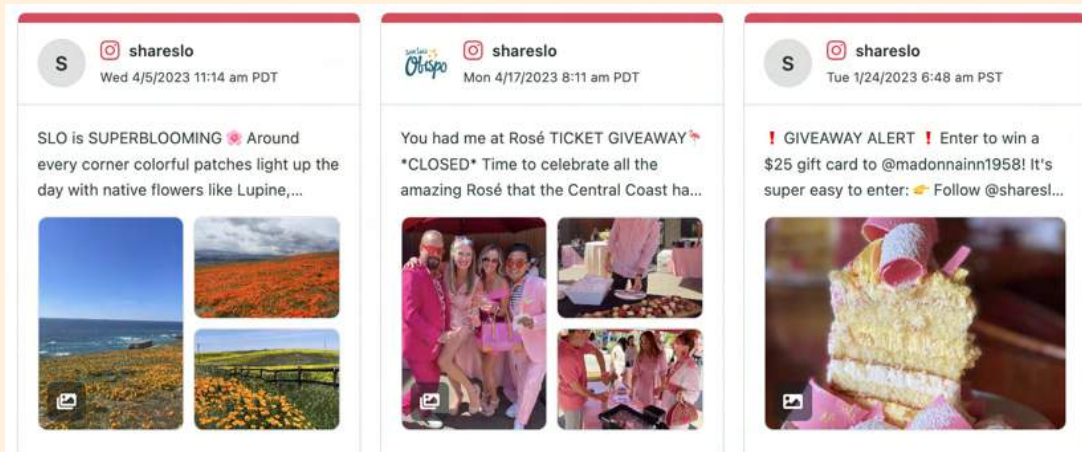 S
shareslo
Wed 4/5/2023 11:14 am PDT
SLO is SUPERBLOOMING 🌸 Around
every corner colorful patches light up the
day with native flowers like Lupine,...
San Luis
Obispo
shareslo
Mon 4/17/2023 8:11 am PDT
You had me at Rosé TICKET GIVEAWAY🦩
*CLOSED* Time to celebrate all the
amazing Rosé that the Central Coast ha...
S
shareslo
Tue 1/24/2023 6:48 am PST
❗ GIVEAWAY ALERT ❗ Enter to win a
$25 gift card to @madonnainn1958! It's
super easy to enter: 👉 Follow @sharesl...